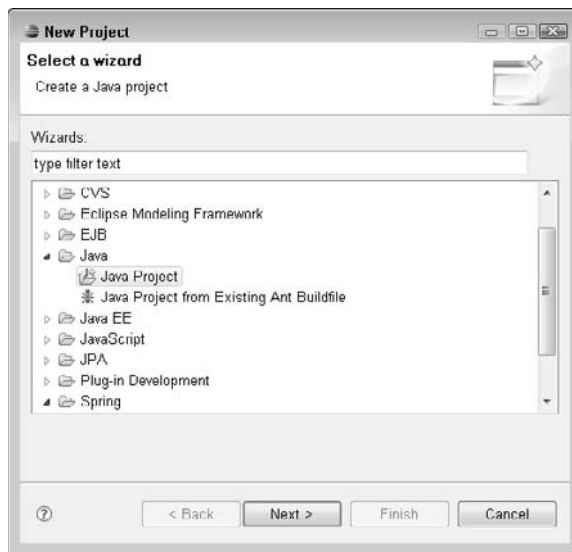 New Project
Select a wizard
Create a Java project
Wizards:
type filter text
CVS
Eclipse Modeling Framework
EJB
Java
Java Project
Java Project from Existing Ant Buildfile
Java EE
JavaScript
JPA
Plug-in Development
Spring
?
< Back Next > Finish Cancel